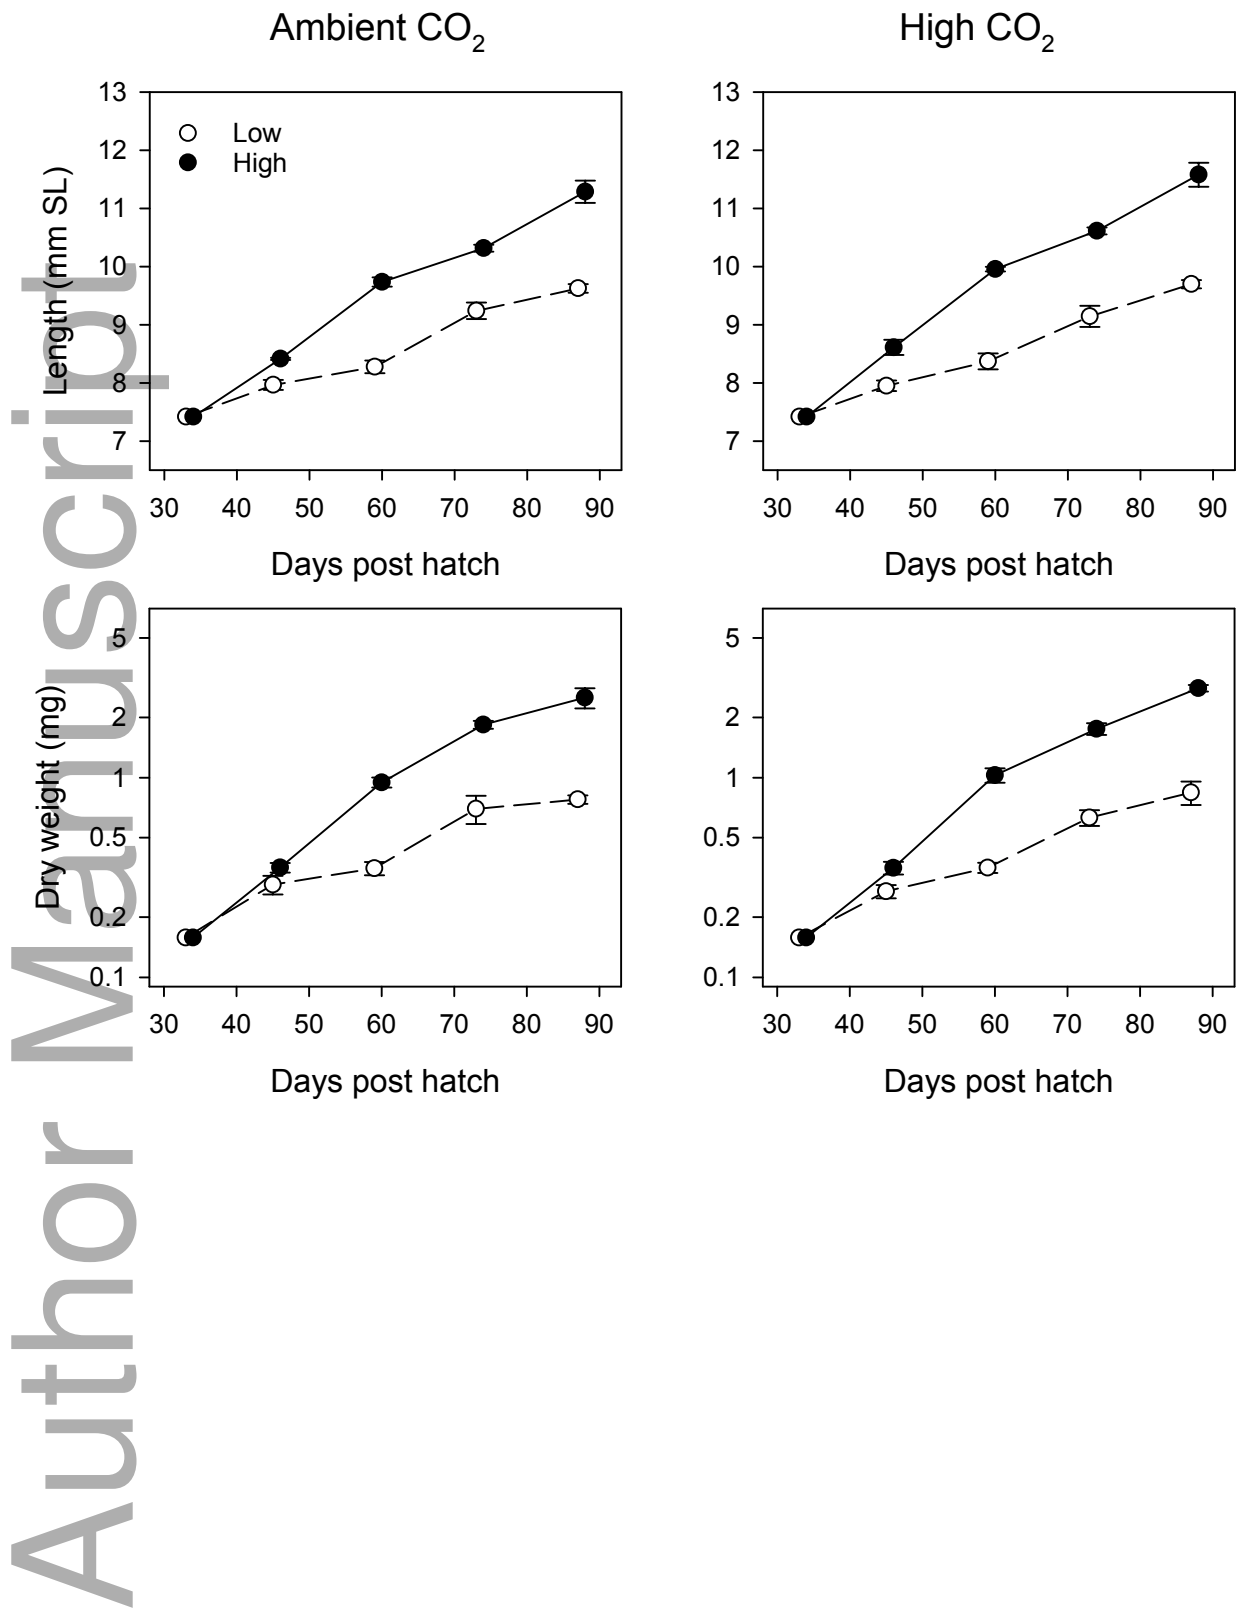 Ambient CO2
High CO2
13
12
11
10
9
8
7
Length (mm SL)
Low
High
30 40 50 60 70 80 90
Days post hatch
13
12
11
10
9
8
7
30 40 50 60 70 80 90
Days post hatch
5
2
1
0.5
0.2
0.1
Dry weight (mg)
30 40 50 60 70 80 90
Days post hatch
5
2
1
0.5
0.2
0.1
30 40 50 60 70 80 90
Days post hatch
Author Manuscript